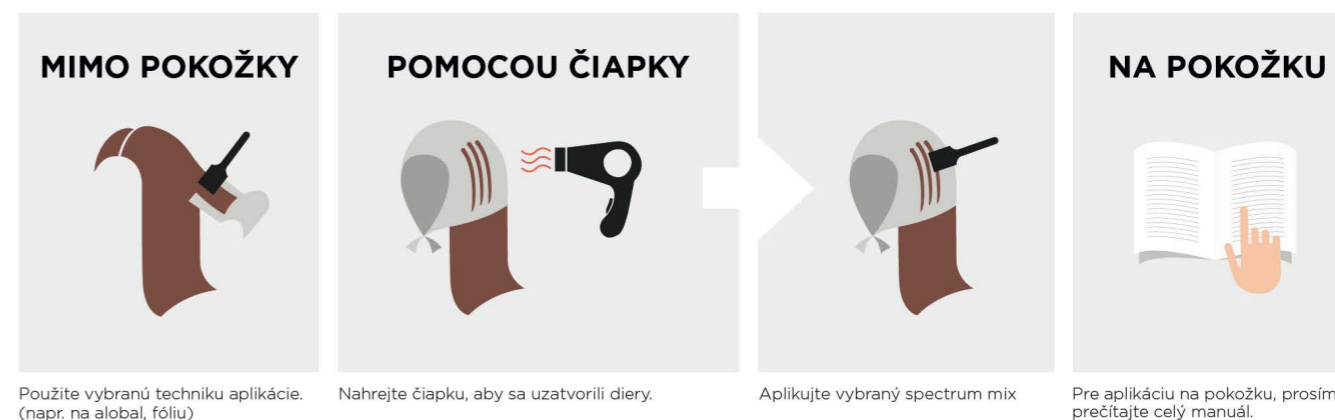 MIMO POKOŽKY
Použite vybranú techniku aplikácie.
(napr. na alobal, fóliu)
POMOCOU ČIAPKY
Nahrejte čiapku, aby sa uzatvorili diery.
Aplikujte vybraný spectrum mix
NA POKOŽKU
Pre aplikáciu na pokožku, prosím
prečítajte celý manuál.